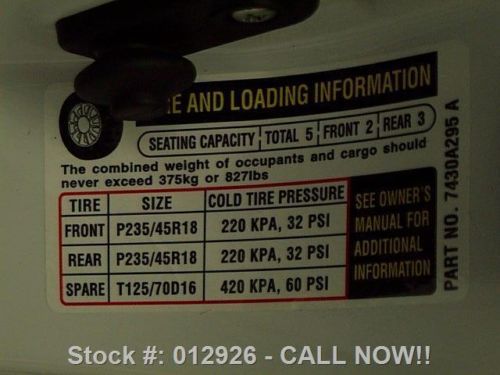 RE AND LOADING INFORMATION
SEATING CAPACITY TOTAL 5 FRONT 2 REAR 3
The combined weight of occupants and cargo should
never exceed 375kg or 827lbs
TIRE SIZE COLD TIRE PRESSURE
FRONT P235/45R18 220 KPA, 32 PSI
REAR P235/45R18 220 KPA, 32 PSI
SPARE T125/70D16 420 KPA, 60 PSI
SEE OWNER'S
MANUAL FOR
ADDITIONAL
INFORMATION
PART NO. 7430A295 A
Stock #: 012926 - CALL NOW!!